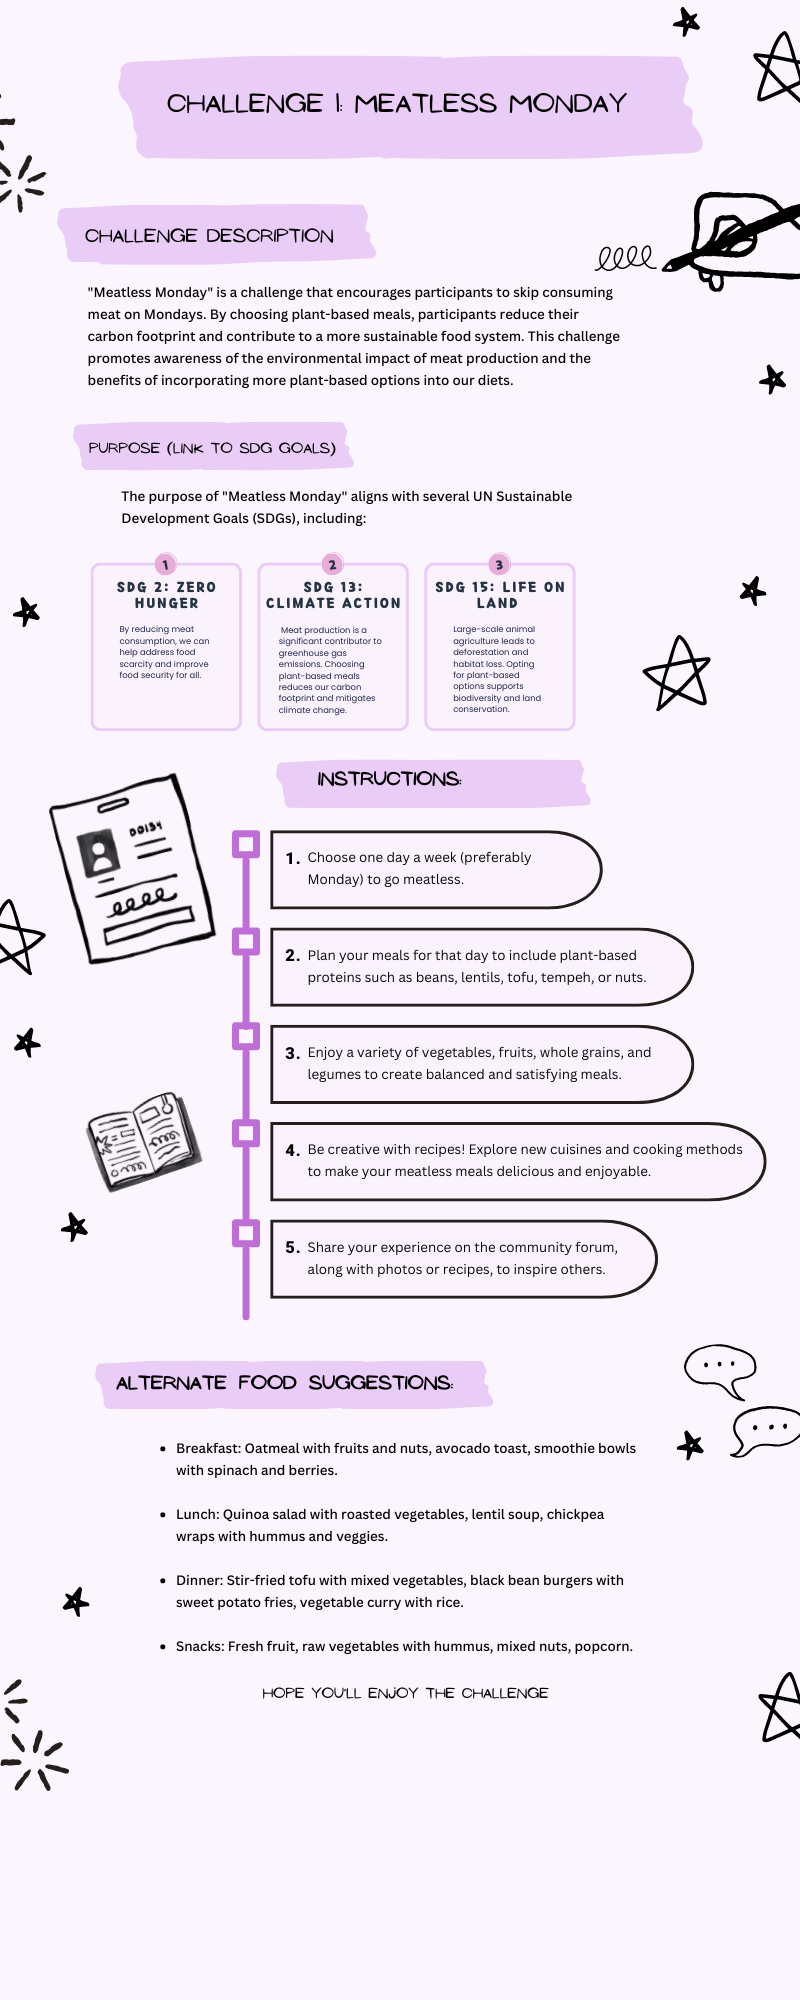 CHALLENGE 1: MEATLESS MONDAY
CHALLENGE DESCRIPTION
"Meatless Monday" is a challenge that encourages participants to skip consuming
meat on Mondays. By choosing plant-based meals, participants reduce their
carbon footprint and contribute to a more sustainable food system. This challenge
promotes awareness of the environmental impact of meat production and the
benefits of incorporating more plant-based options into our diets.
PURPOSE (LINK TO SDG GOALS)
The purpose of "Meatless Monday" aligns with several UN Sustainable
Development Goals (SDGs), including:
1
SDG 2: ZERO
HUNGER
By reducing meat
consumption, we can
help address food
scarcity and improve
food security for all.
2
SDG 13:
CLIMATE ACTION
Meat production is a
significant contributor to
greenhouse gas
emissions. Choosing
plant-based meals
reduces our carbon
footprint and mitigates
climate change.
3
SDG 15: LIFE ON
LAND
Large-scale animal
agriculture leads to
deforestation and
habitat loss. Opting
for plant-based
options supports
biodiversity and land
conservation.
INSTRUCTIONS:
1. Choose one day a week (preferably
Monday) to go meatless.
2. Plan your meals for that day to include plant-based
proteins such as beans, lentils, tofu, tempeh, or nuts.
3. Enjoy a variety of vegetables, fruits, whole grains, and
legumes to create balanced and satisfying meals.
4. Be creative with recipes! Explore new cuisines and cooking methods
to make your meatless meals delicious and enjoyable.
5. Share your experience on the community forum,
along with photos or recipes, to inspire others.
ALTERNATE FOOD SUGGESTIONS:
• Breakfast: Oatmeal with fruits and nuts, avocado toast, smoothie bowls
with spinach and berries.
• Lunch: Quinoa salad with roasted vegetables, lentil soup, chickpea
wraps with hummus and veggies.
• Dinner: Stir-fried tofu with mixed vegetables, black bean burgers with
sweet potato fries, vegetable curry with rice.
• Snacks: Fresh fruit, raw vegetables with hummus, mixed nuts, popcorn.
HOPE YOU'LL ENJOY THE CHALLENGE